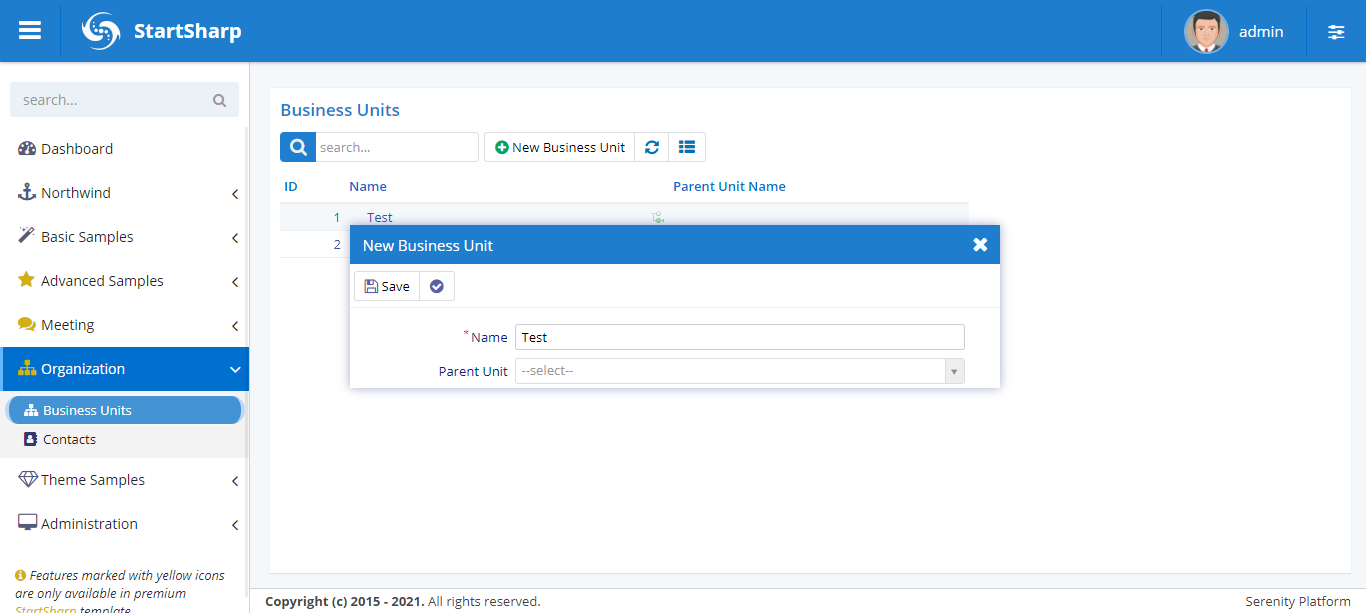 StartSharp
admin
search...
Dashboard
Northwind
Basic Samples
Advanced Samples
Meeting
Organization
Business Units
Contacts
Theme Samples
Administration
Features marked with yellow icons
are only available in premium
StartSharp template
Business Units
search...
New Business Unit
ID Name Parent Unit Name
1 Test
2
New Business Unit
Save
* Name Test
Parent Unit --select--
Copyright (c) 2015 - 2021. All rights reserved.
Serenity Platform